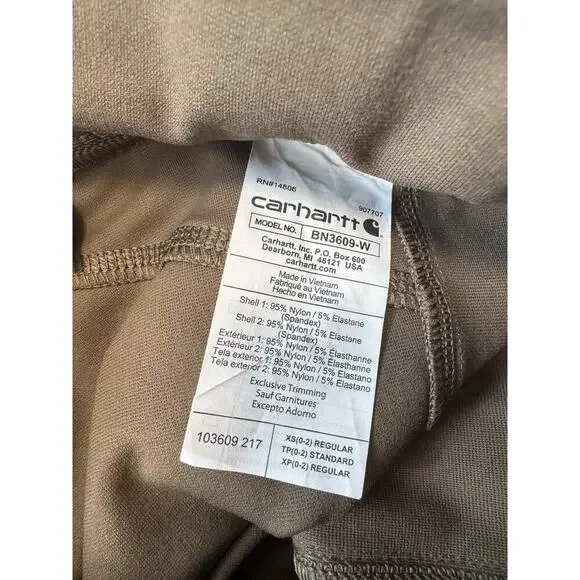 RN#14806
907707
carhartt
MODEL NO. BN3609-W
Carhartt, Inc. P.O. Box 600
Dearborn, MI 48121 USA
carhartt.com
Made in Vietnam
Fabriqué au Vietnam
Hecho en Vietnam
Shell 1: 95% Nylon / 5% Elastane
(Spandex)
Shell 2: 95% Nylon / 5% Elastane
(Spandex)
Extérieur 1: 95% Nylon / 5% Élasthanne
Extérieur 2: 95% Nylon / 5% Élasthanne
Tela exterior 1: 95% Nylon / 5% Elastano
Tela exterior 2: 95% Nylon / 5% Elastano
Exclusive Trimming
Sauf Garnitures
Excepto Adorno
103609 217
XS(0-2) REGULAR
TP(0-2) STANDARD
XP(0-2) REGULAR